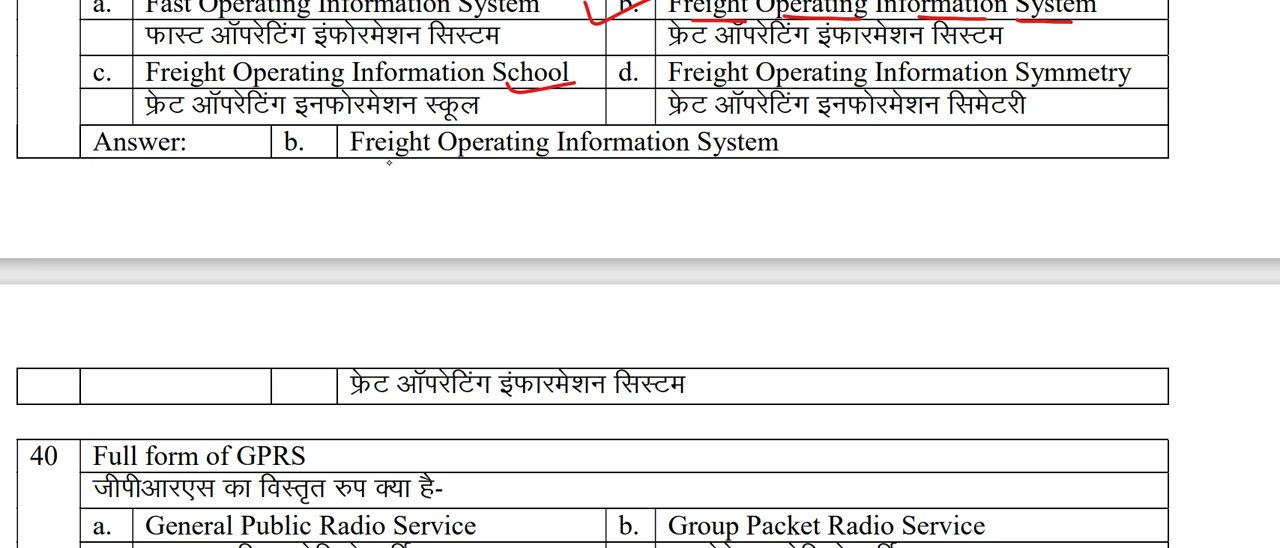 a. Fast Operating Information System b. Freight Operating Information System
फास्ट ऑपरेटिंग इंफोरमेशन सिस्टम फ्रेट ऑपरेटिंग इंफारमेशन सिस्टम
c. Freight Operating Information School d. Freight Operating Information Symmetry
फ्रेट ऑपरेटिंग इनफोरमेशन स्कूल फ्रेट ऑपरेटिंग इनफोरमेशन सिमेटरी
Answer: b. Freight Operating Information System
फ्रेट ऑपरेटिंग इंफारमेशन सिस्टम
40 Full form of GPRS
जीपीआरएस का विस्तृत रुप क्या है-
a. General Public Radio Service b. Group Packet Radio Service